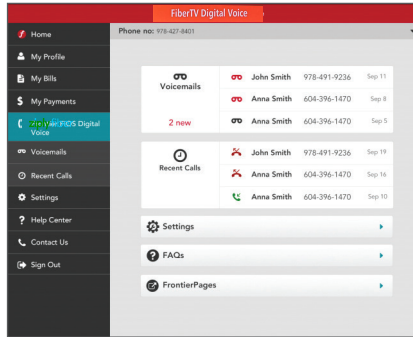 FiberTV Digital Voice
Home
My Profile
My Bills
My Payments
Digital
Voice
Voicemails
Recent Calls
Settings
Help Center
Contact Us
Sign Out
Phone no: 978-427-8401
Voicemails
2 new
John Smith 978-491-9236 Sep 11
Anna Smith 604-396-1470 Sep 8
Anna Smith 604-396-1470 Sep 5
Recent Calls
John Smith 978-491-9236 Sep 19
Anna Smith 604-396-1470 Sep 16
Anna Smith 604-396-1470 Sep 10
Settings
FAQs
FrontierPages